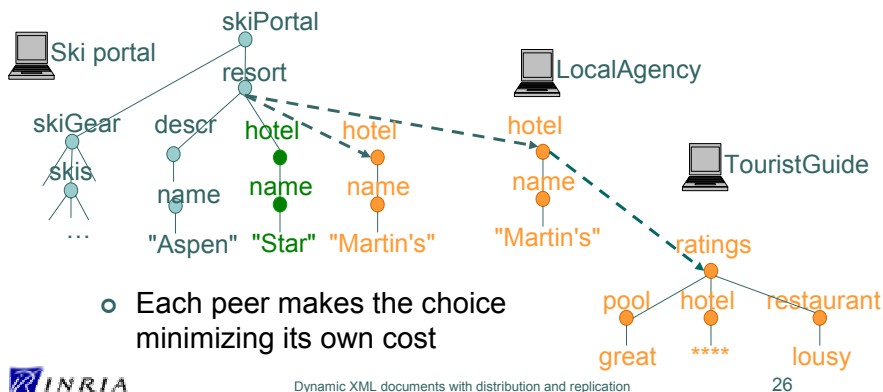 skiPortal
Ski portal
resort
LocalAgency
skiGear descr hotel hotel hotel
skis
TouristGuide
name name name name
...
"Aspen" "Star" "Martin's" "Martin's"
ratings
pool hotel restaurant
great **** lousy
Each peer makes the choice
minimizing its own cost
INRIA
Dynamic XML documents with distribution and replication
26